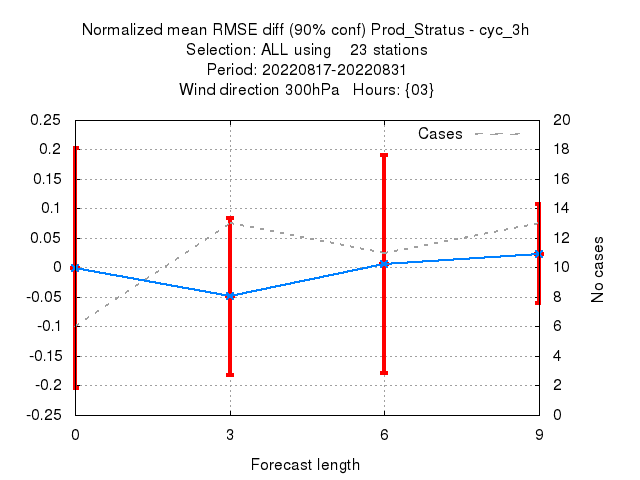 Normalized mean RMSE diff (90% conf) Prod_Stratus - cyc_3h
Selection: ALL using    23 stations
Period: 20220817-20220831
Wind direction 300hPa   Hours: {03}
Cases
0.25
0.2
0.15
0.1
0.05
0
-0.05
-0.1
-0.15
-0.2
-0.25
20
18
16
14
12
10
8
6
4
2
0
No cases
0 3 6 9
Forecast length